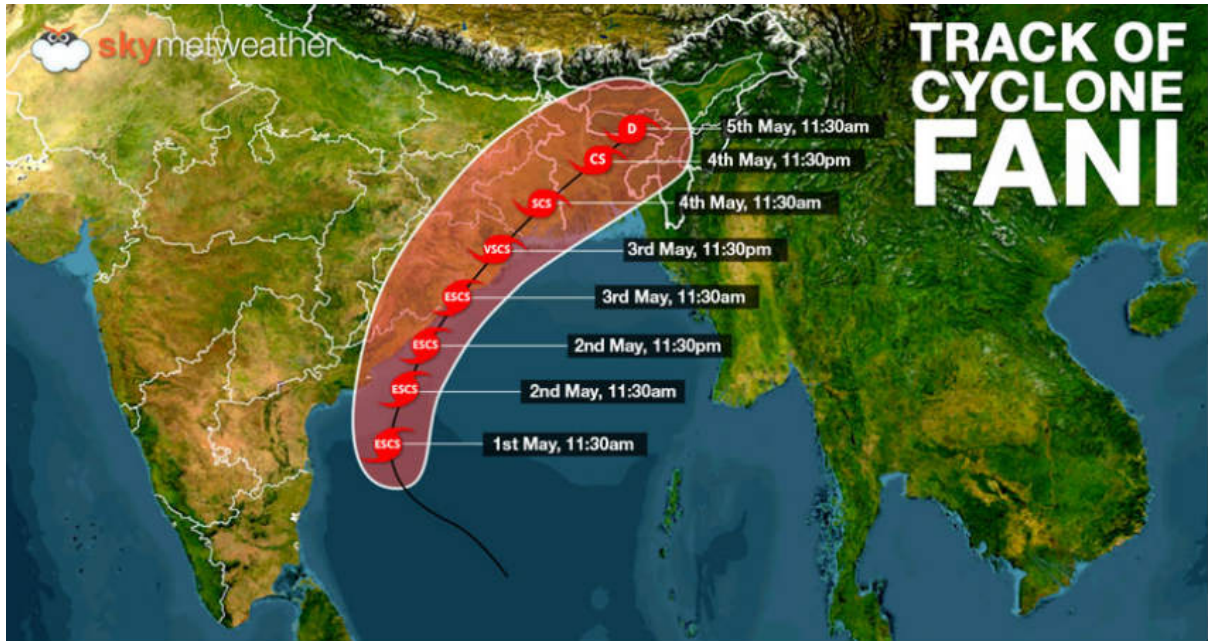 skymetweather
TRACK OF
CYCLONE
FANI
D
5th May, 11:30am
CS
4th May, 11:30pm
SCS
4th May, 11:30am
VSCS
3rd May, 11:30pm
ESCS
3rd May, 11:30am
ESCS
2nd May, 11:30pm
ESCS
2nd May, 11:30am
ESCS
1st May, 11:30am